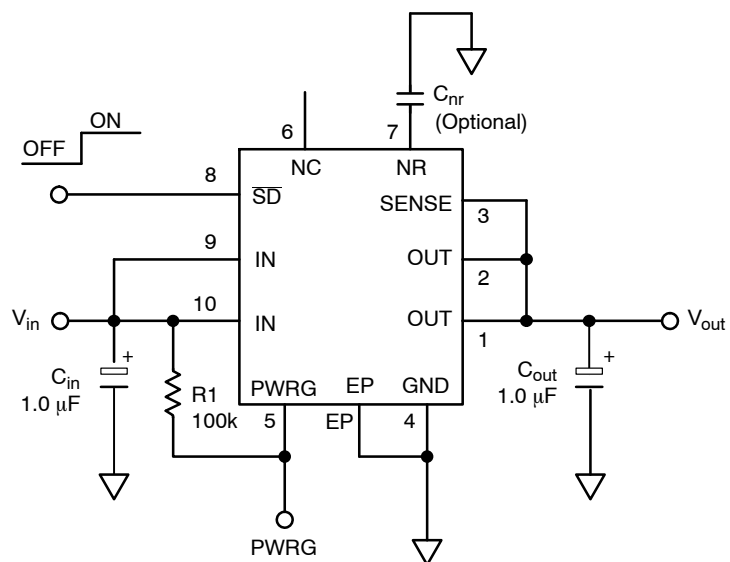 C_nr
(Optional)
ON
OFF
6
7
NC
NR
8
SD
SENSE
3
9
IN
OUT
2
V_in
10
IN
OUT
1
V_out
C_in
+
1.0 μF
R1
100k
PWRG
EP
GND
5
EP
4
C_out
+
1.0 μF
PWRG